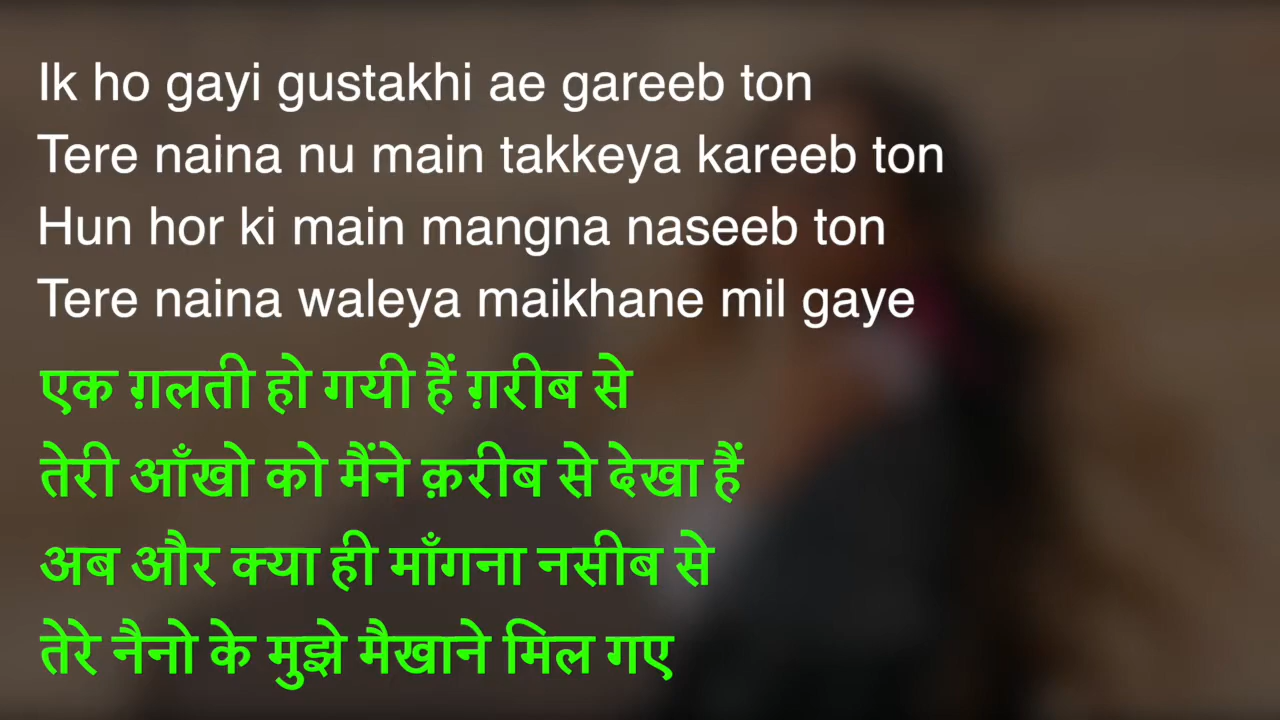 Ik ho gayi gustakhi ae gareeb ton
Tere naina nu main takkeya kareeb ton
Hun hor ki main mangna naseeb ton
Tere naina waleya maikhane mil gaye
एक ग़लती हो गयी हैं ग़रीब से
तेरी आँखो को मैंने क़रीब से देखा हैं
अब और क्या ही माँगना नसीब से
तेरे नैनो के मुझे मैखाने मिल गए